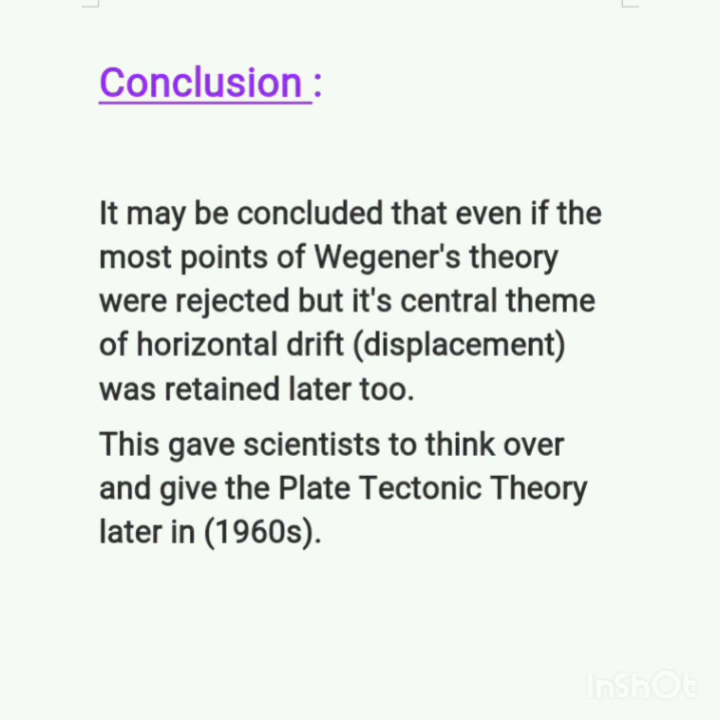 Conclusion :
It may be concluded that even if the
most points of Wegener's theory
were rejected but it's central theme
of horizontal drift (displacement)
was retained later too.
This gave scientists to think over
and give the Plate Tectonic Theory
later in (1960s).
InShOt